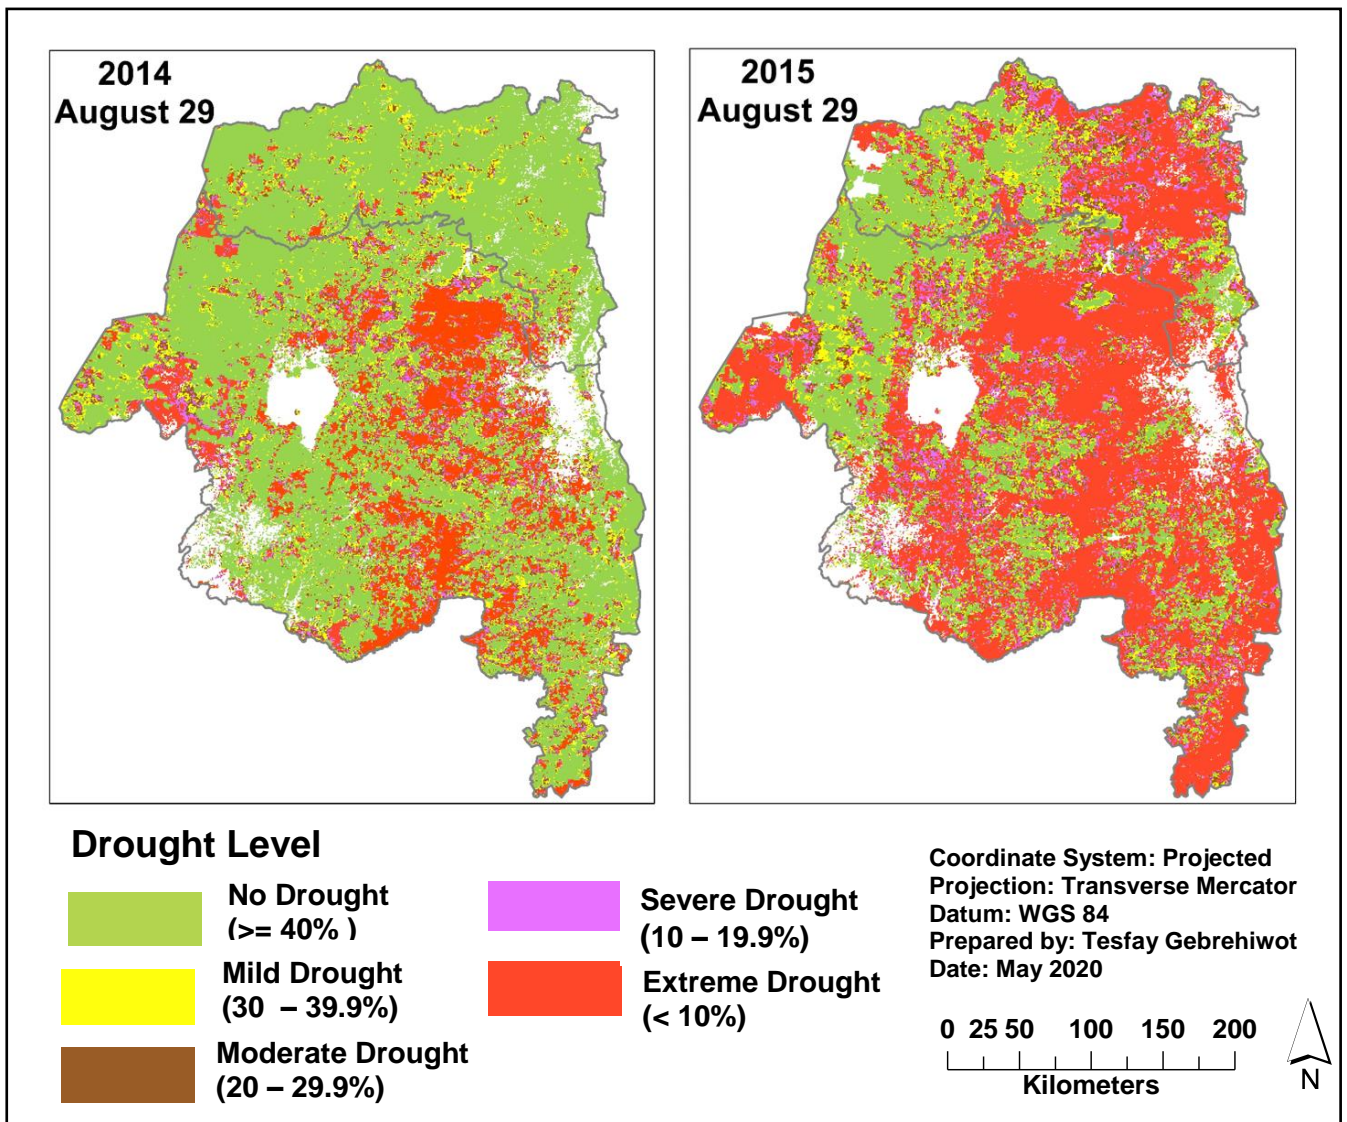 2014
August 29
2015
August 29
Drought Level
No Drought
(>= 40% )
Mild Drought
(30 – 39.9%)
Moderate Drought
(20 – 29.9%)
Severe Drought
(10 – 19.9%)
Extreme Drought
(< 10%)
Coordinate System: Projected
Projection: Transverse Mercator
Datum: WGS 84
Prepared by: Tesfay Gebrehiwot
Date: May 2020
0 25 50 100 150 200
Kilometers
N